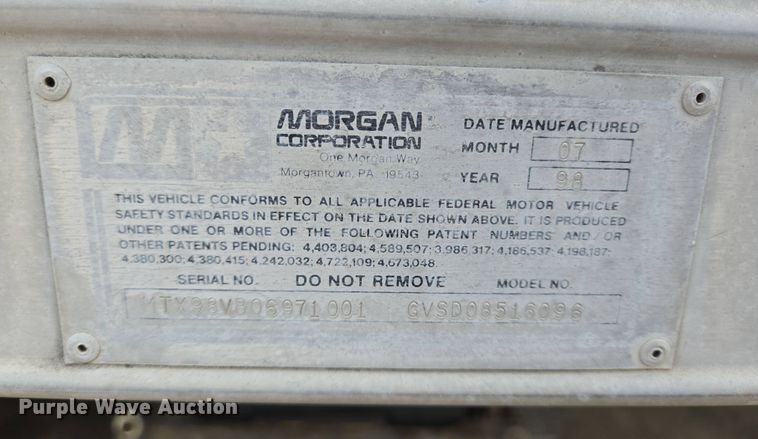 MORGAN
CORPORATION
One Morgan Way
Morgantown, PA 19543
DATE MANUFACTURED
MONTH 07
YEAR 98
THIS VEHICLE CONFORMS TO ALL APPLICABLE FEDERAL MOTOR VEHICLE
SAFETY STANDARDS IN EFFECT ON THE DATE SHOWN ABOVE. IT IS PRODUCED
UNDER ONE OR MORE OF THE FOLLOWING PATENT NUMBERS AND/OR
OTHER PATENTS PENDING: 4,403,804; 4,589,507; 3,986,317; 4,186,537; 4,198,187;
4,380,300; 4,380,415; 4,242,032; 4,722,109; 4,673,048.
SERIAL NO. DO NOT REMOVE MODEL NO.
MTX98VB06971001 GVSD08516096
Purple Wave Auction